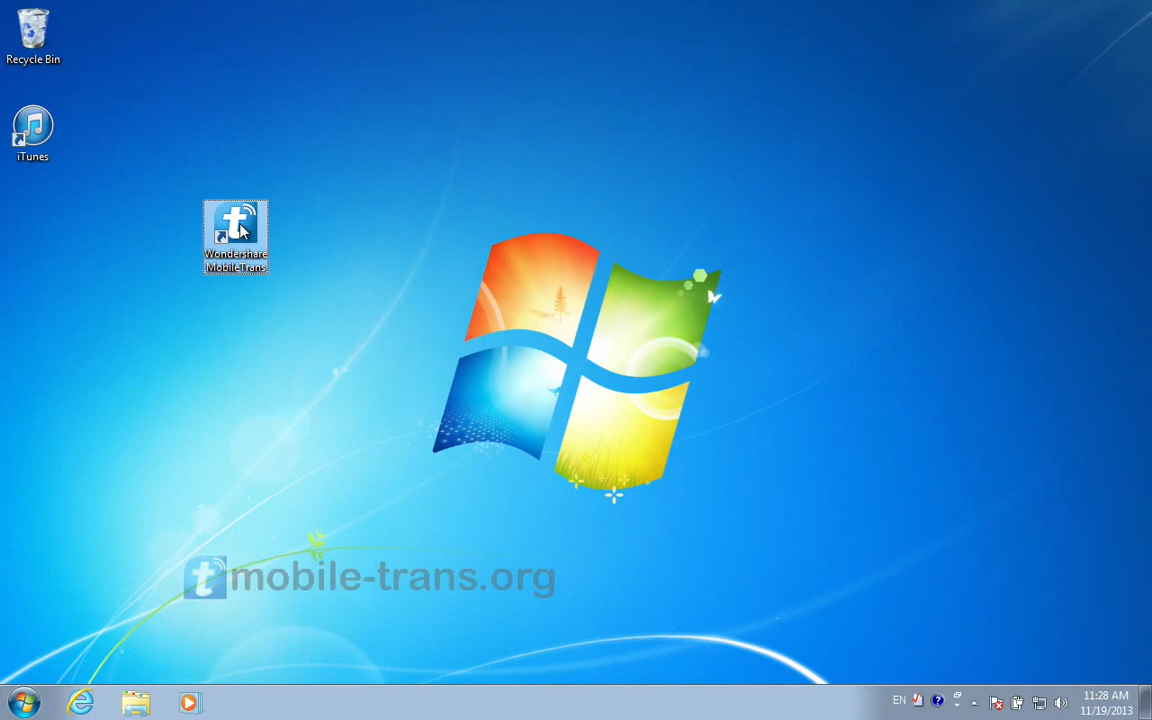 Recycle Bin
iTunes
Wondershare
MobileTrans
mobile-trans.org
EN
11:28 AM
11/19/2013